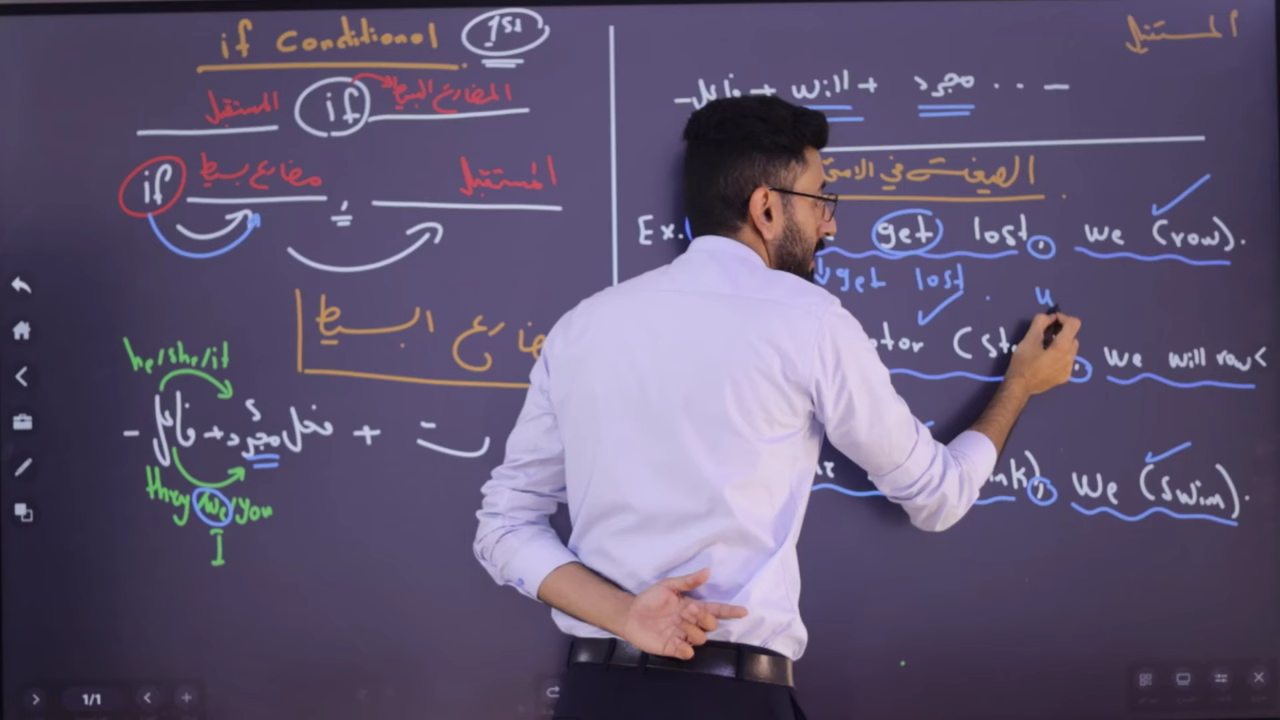 if Conditional 1st
المستقبل if المضارع البسيط
if مضارع بسيط , المستقبل
المضارع البسيط
he/she/it
s
- فاعل + فعل مجرد + ت
they/we/you
I
المستقبل
- فاعل + will + مجرد . . . -
الصيغة في
Ex. get lost, we (row).
get lost.
, we will row
, we (swim).
1/1